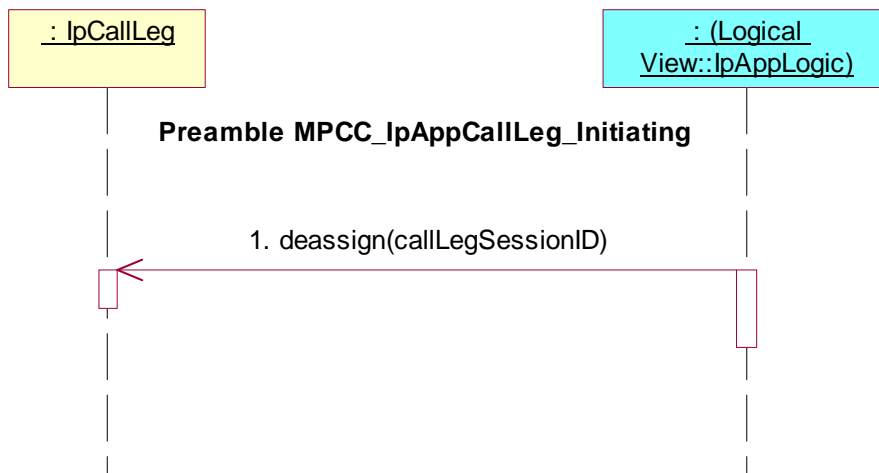 : IpCallLeg
: (Logical
View::IpAppLogic)
Preamble MPCC_IpAppCallLeg_Initiating
1. deassign(callLegSessionID)